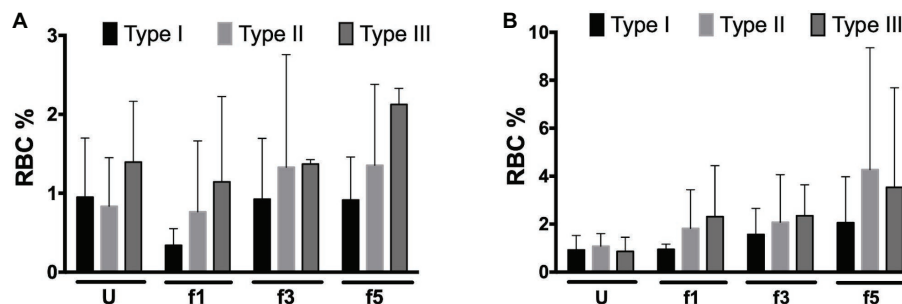 A
Type I Type II Type III
3
2
1
0
RBC %
U f1 f3 f5
B
Type I Type II Type III
10
8
6
4
2
0
RBC %
U f1 f3 f5